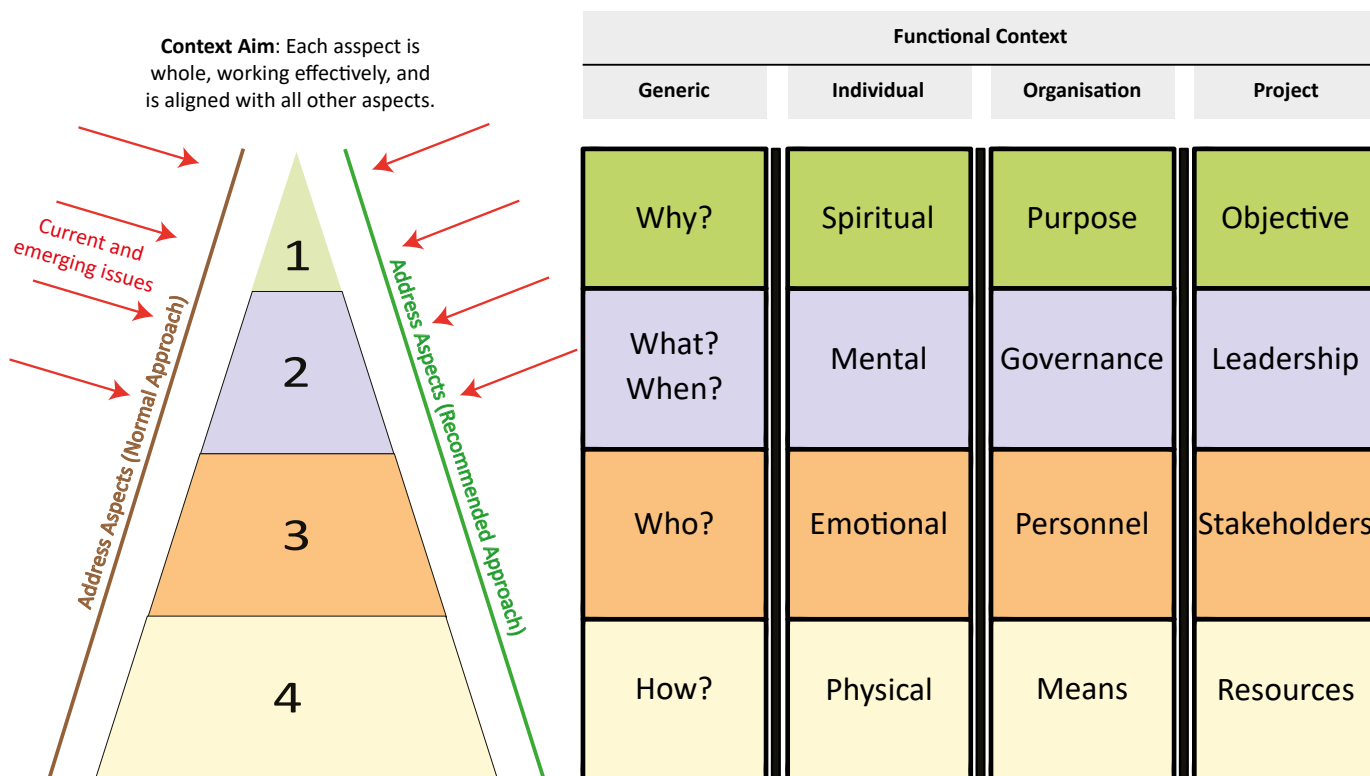 Context Aim: Each asspect is
whole, working effectively, and
is aligned with all other aspects.
Current and
emerging issues
Address Aspects (Normal Approach)
Address Aspects (Recommended Approach)
1
2
3
4
Functional Context
Generic Individual Organisation Project
Why? Spiritual Purpose Objective
What?
When?
Mental Governance Leadership
Who? Emotional Personnel Stakeholders
How? Physical Means Resources